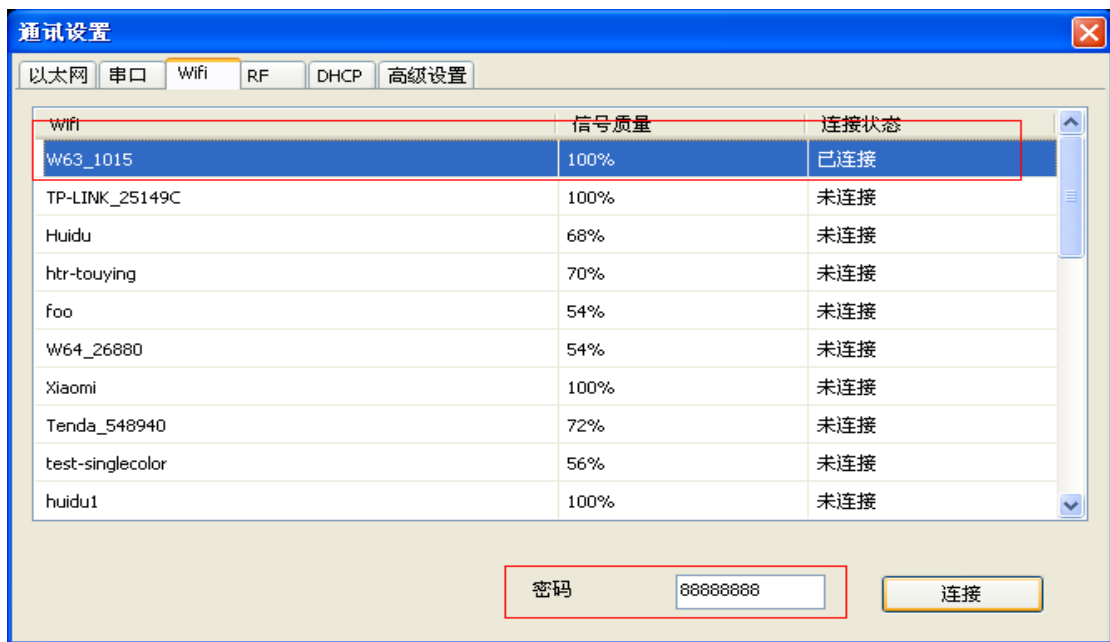 通讯设置
以太网 串口 Wifi RF DHCP 高级设置
Wifi 信号质量 连接状态
W63_1015 100% 已连接
TP-LINK_25149C 100% 未连接
Huidu 68% 未连接
htr-touying 70% 未连接
foo 54% 未连接
W64_26880 54% 未连接
Xiaomi 100% 未连接
Tenda_548940 72% 未连接
test-singlecolor 56% 未连接
huidu1 100% 未连接
密码 88888888 连接